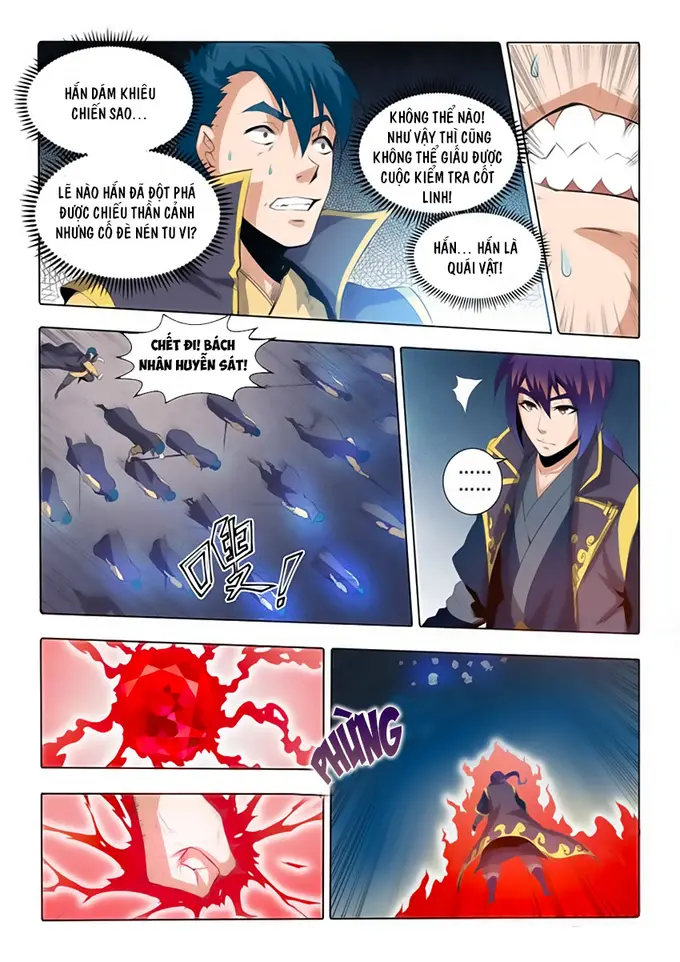 HẮN DÁM KHIÊU
CHIẾN SAO...
LẼ NÀO HẮN ĐÃ ĐỘT PHÁ
ĐƯỢC CHIẾU THẦN CẢNH
NHƯNG CỐ ĐÈ NÉN TU VI?
KHÔNG THỂ NÀO!
NHƯ VẬY THÌ CŨNG
KHÔNG THỂ GIẤU ĐƯỢC
CUỘC KIỂM TRA CỐT
LINH!
HẮN... HẮN LÀ
QUÁI VẬT!
CHẾT ĐI! BÁCH
NHÂN HUYỄN SÁT!
......
......
嗖!
PHỪNG